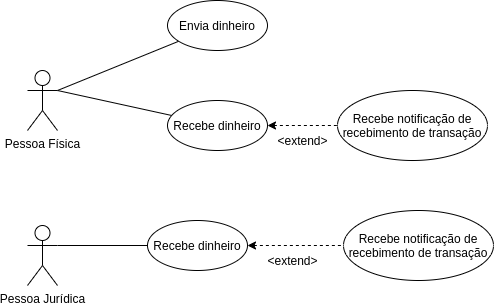 Envia dinheiro
Pessoa Física
Recebe dinheiro
<extend>
Recebe notificação de
recebimento de transação
Pessoa Jurídica
Recebe dinheiro
<extend>
Recebe notificação de
recebimento de transação